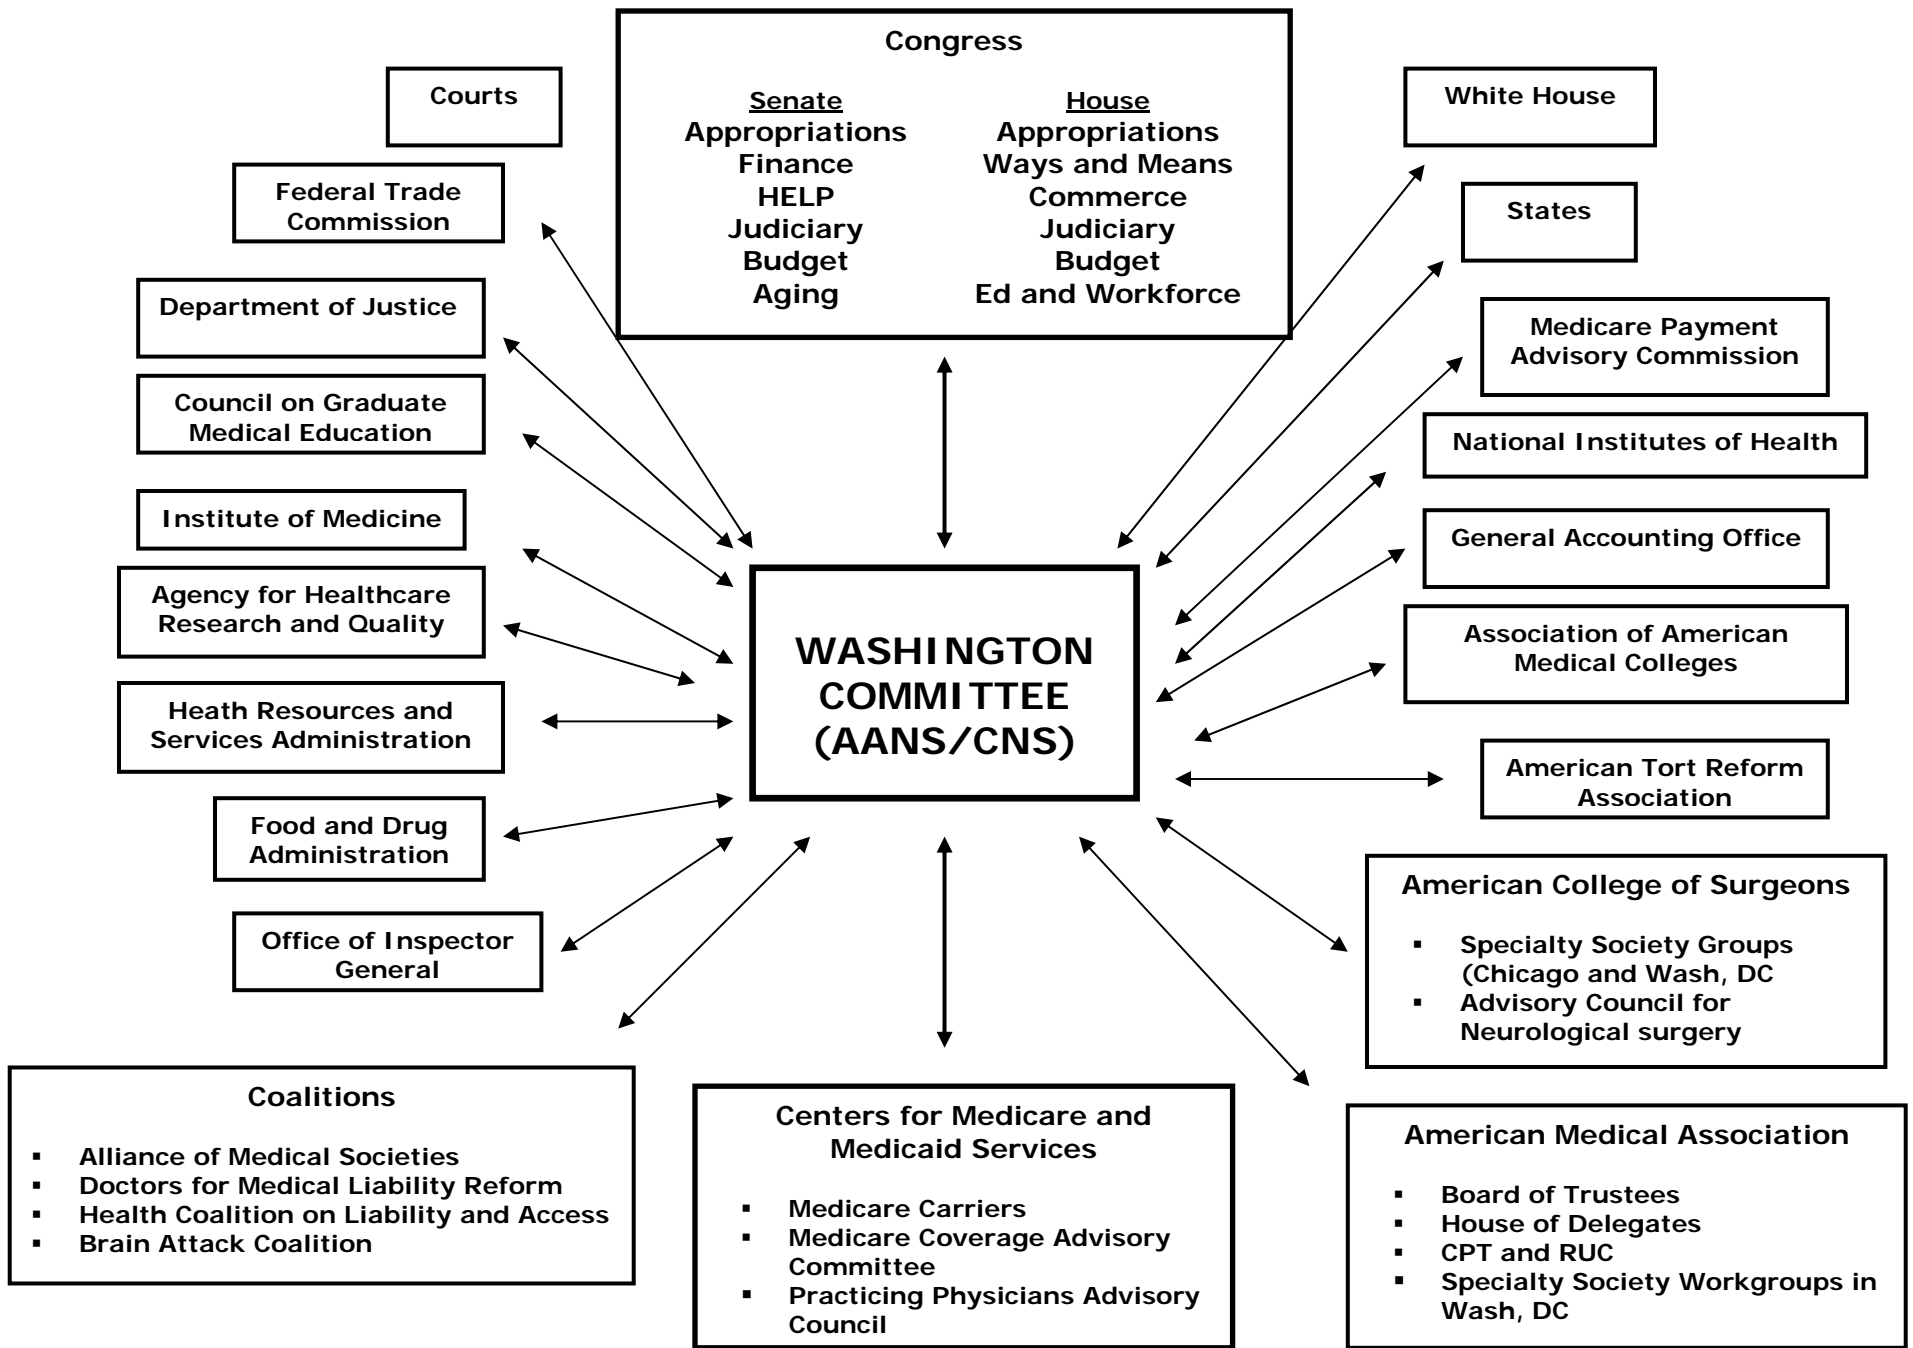 Congress
Senate
Appropriations
Finance
HELP
Judiciary
Budget
Aging
House
Appropriations
Ways and Means
Commerce
Judiciary
Budget
Ed and Workforce
Courts
Federal Trade
Commission
Department of Justice
Council on Graduate
Medical Education
Institute of Medicine
Agency for Healthcare
Research and Quality
Heath Resources and
Services Administration
Food and Drug
Administration
Office of Inspector
General
WASHINGTON
COMMITTEE
(AANS/CNS)
White House
States
Medicare Payment
Advisory Commission
National Institutes of Health
General Accounting Office
Association of American
Medical Colleges
American Tort Reform
Association
American College of Surgeons
▪ Specialty Society Groups
(Chicago and Wash, DC
▪ Advisory Council for
Neurological surgery
Coalitions
▪ Alliance of Medical Societies
▪ Doctors for Medical Liability Reform
▪ Health Coalition on Liability and Access
▪ Brain Attack Coalition
Centers for Medicare and
Medicaid Services
▪ Medicare Carriers
▪ Medicare Coverage Advisory
Committee
▪ Practicing Physicians Advisory
Council
American Medical Association
▪ Board of Trustees
▪ House of Delegates
▪ CPT and RUC
▪ Specialty Society Workgroups in
Wash, DC